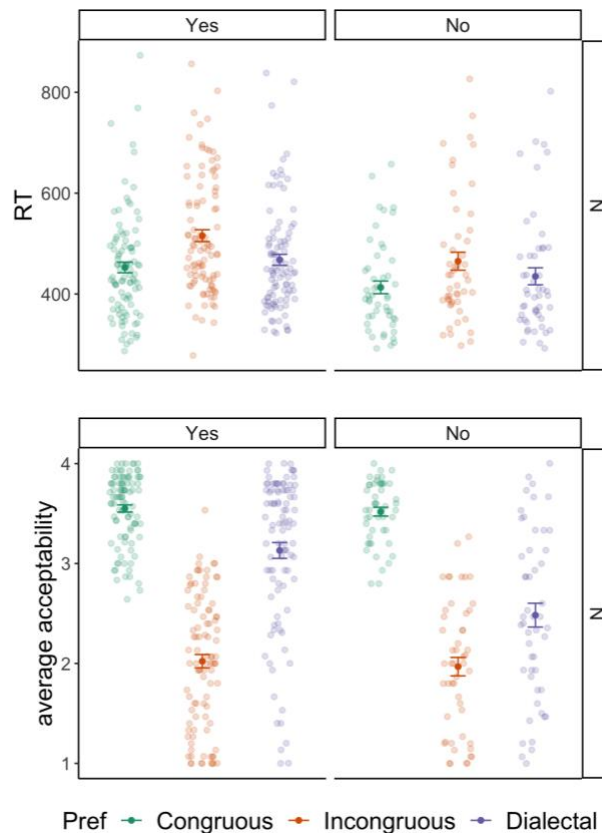 Yes No
800
600
400
RT
N
Yes No
4
3
2
1
average acceptability
N
Pref Congruous Incongruous Dialectal